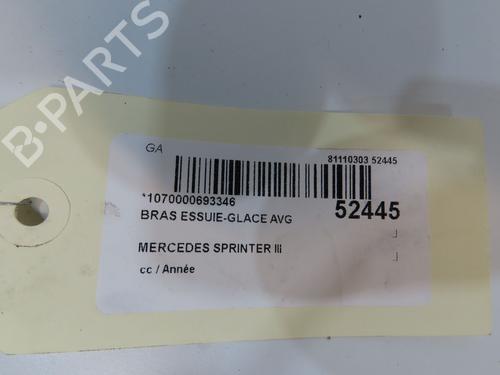 B-PARTS
GA
81110303 52445
*1070000693346
52445
BRAS ESSUIE-GLACE AVG
MERCEDES SPRINTER III
cc / Année